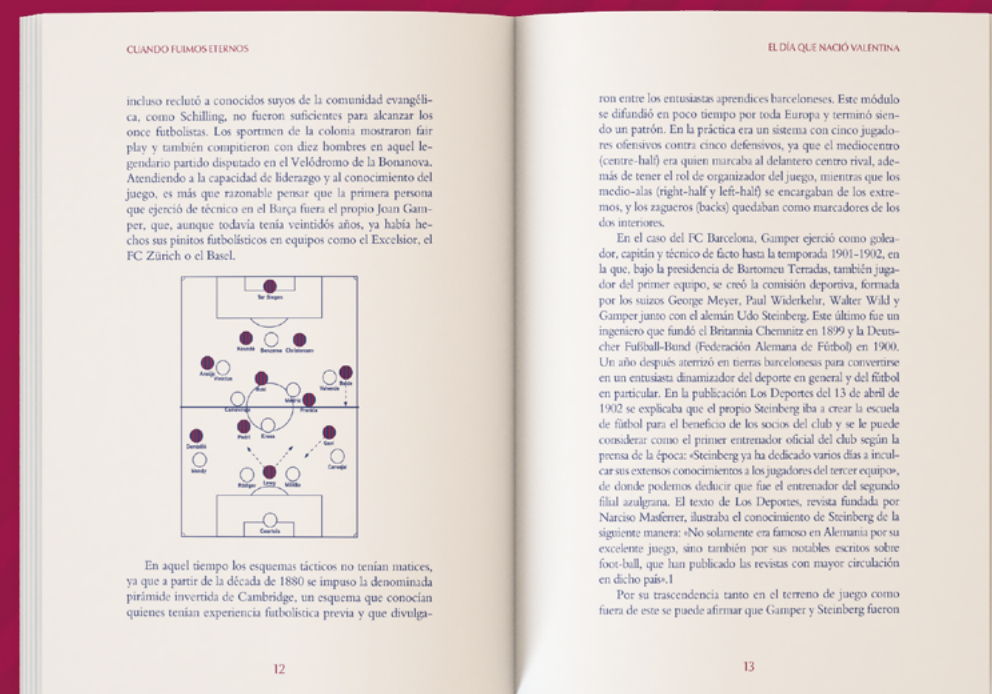 CUANDO FUIMOS ETERNOS
incluso reclutó a conocidos suyos de la comunidad evangéli-
ca, como Schilling, no fueron suficientes para alcanzar los
once futbolistas. Los sportmen de la colonia mostraron fair
play y también compitieron con diez hombres en aquel le-
gendario partido disputado en el Velódromo de la Bonanova.
Atendiendo a la capacidad de liderazgo y al conocimiento del
juego, es más que razonable pensar que la primera persona
que ejerció de técnico en el Barça fuera el propio Joan Gam-
per, que, aunque todavía tenía veintidós años, ya había he-
chos sus pinitos futbolísticos en equipos como el Excelsior, el
FC Zürich o el Basel.
Ter Stegen
Koundé Benzema Christensen
Araújo Vinicius
Busi
Valverde Balde
Camavinga
Modric
Frenkie
Pedri Kroos
Gavi
Dembélé
Mendy
Carvajal
Rüdiger Lewy Militão
Courtois
En aquel tiempo los esquemas tácticos no tenían matices,
ya que a partir de la década de 1880 se impuso la denominada
pirámide invertida de Cambridge, un esquema que conocían
quienes tenían experiencia futbolística previa y que divulga-
12
EL DÍA QUE NACIÓ VALENTINA
ron entre los entusiastas aprendices barceloneses. Este módulo
se difundió en poco tiempo por toda Europa y terminó sien-
do un patrón. En la práctica era un sistema con cinco jugado-
res ofensivos contra cinco defensivos, ya que el mediocentro
(centre-half) era quien marcaba al delantero centro rival, ade-
más de tener el rol de organizador del juego, mientras que los
medio-alas (right-half y left-half) se encargaban de los extre-
mos, y los zagueros (backs) quedaban como marcadores de los
dos interiores.
En el caso del FC Barcelona, Gamper ejerció como golea-
dor, capitán y técnico de facto hasta la temporada 1901-1902, en
la que, bajo la presidencia de Bartomeu Terradas, también juga-
dor del primer equipo, se creó la comisión deportiva, formada
por los suizos George Meyer, Paul Widerkehr, Walter Wild y
Gamper junto con el alemán Udo Steinberg. Este último fue un
ingeniero que fundó el Britannia Chemnitz en 1899 y la Deuts-
cher Fußball-Bund (Federación Alemana de Fútbol) en 1900.
Un año después aterrizó en tierras barcelonesas para convertirse
en un entusiasta dinamizador del deporte en general y del fútbol
en particular. En la publicación Los Deportes del 13 de abril de
1902 se explicaba que el propio Steinberg iba a crear la escuela
de fútbol para el beneficio de los socios del club y se le puede
considerar como el primer entrenador oficial del club según la
prensa de la época: «Steinberg ya ha dedicado varios días a incul-
car sus extensos conocimientos a los jugadores del tercer equipo»,
de donde podemos deducir que fue el entrenador del segundo
filial azulgrana. El texto de Los Deportes, revista fundada por
Narciso Masferrer, ilustraba el conocimiento de Steinberg de la
siguiente manera: «No solamente era famoso en Alemania por su
excelente juego, sino también por sus notables escritos sobre
foot-ball, que han publicado las revistas con mayor circulación
en dicho país».1
Por su trascendencia tanto en el terreno de juego como
fuera de este se puede afirmar que Gamper y Steinberg fueron
13